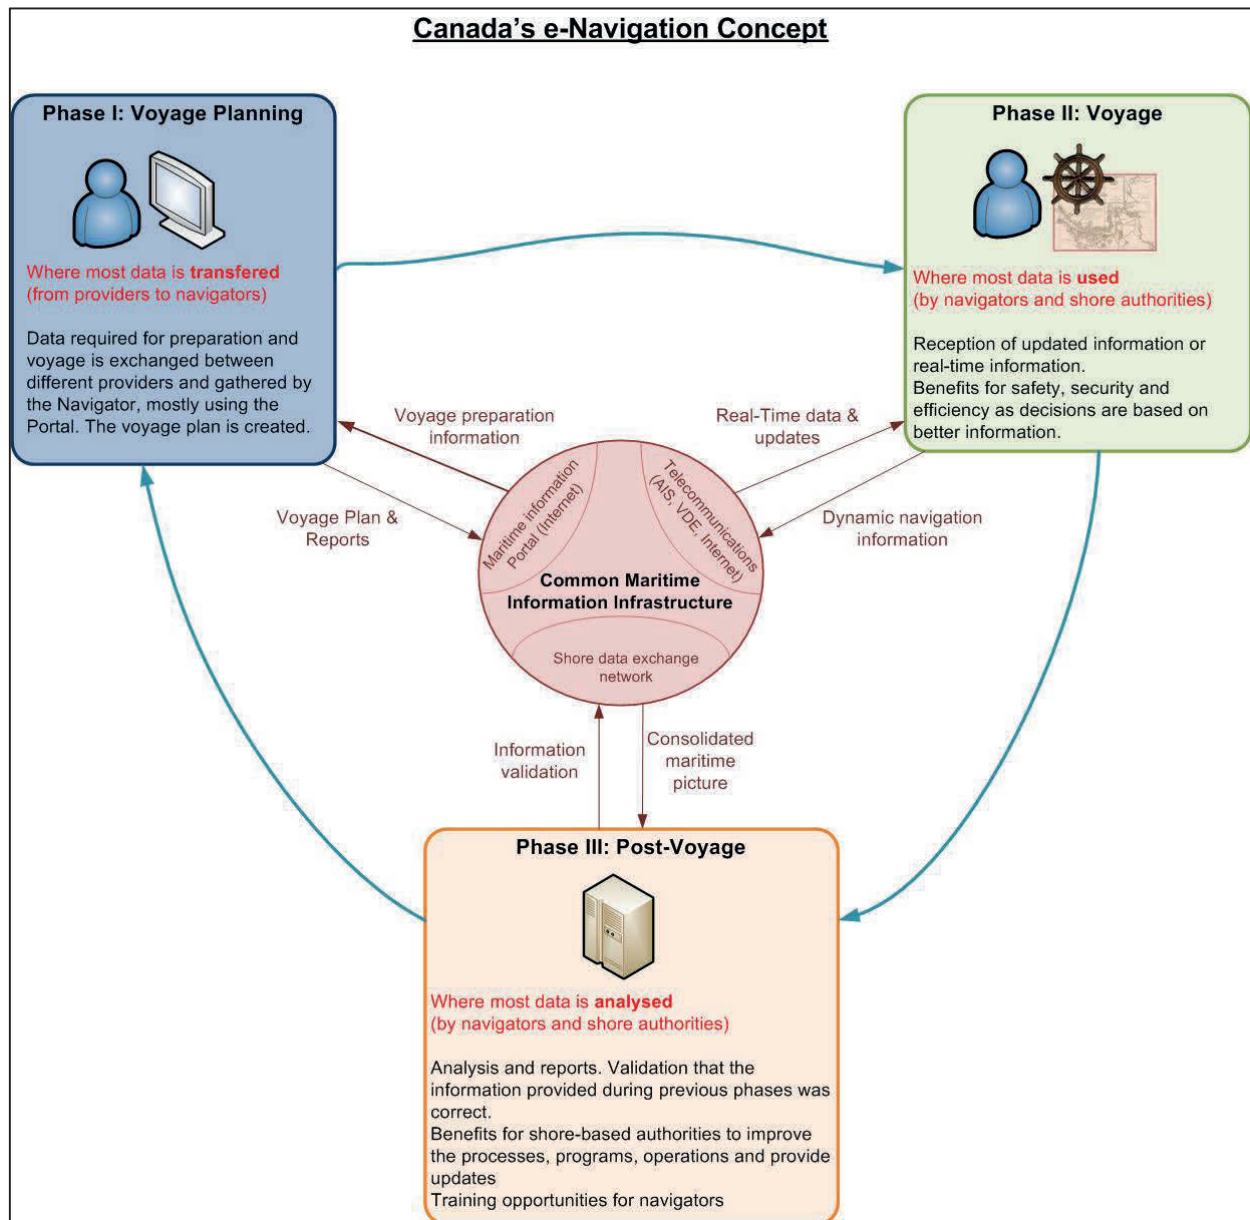 Canada's e-Navigation Concept
Phase I: Voyage Planning
Where most data is transfered
(from providers to navigators)
Data required for preparation and
voyage is exchanged between
different providers and gathered by
the Navigator, mostly using the
Portal. The voyage plan is created.
Phase II: Voyage
Where most data is used
(by navigators and shore authorities)
Reception of updated information or
real-time information.
Benefits for safety, security and
efficiency as decisions are based on
better information.
Voyage preparation
information
Voyage Plan &
Reports
Real-Time data &
updates
Dynamic navigation
information
Maritime information
Portal (Internet)
Telecommunications
(AIS, VDE, Internet)
Common Maritime
Information Infrastructure
Shore data exchange
network
Information
validation
Consolidated
maritime
picture
Phase III: Post-Voyage
Where most data is analysed
(by navigators and shore authorities)
Analysis and reports. Validation that the
information provided during previous phases was
correct.
Benefits for shore-based authorities to improve
the processes, programs, operations and provide
updates
Training opportunities for navigators